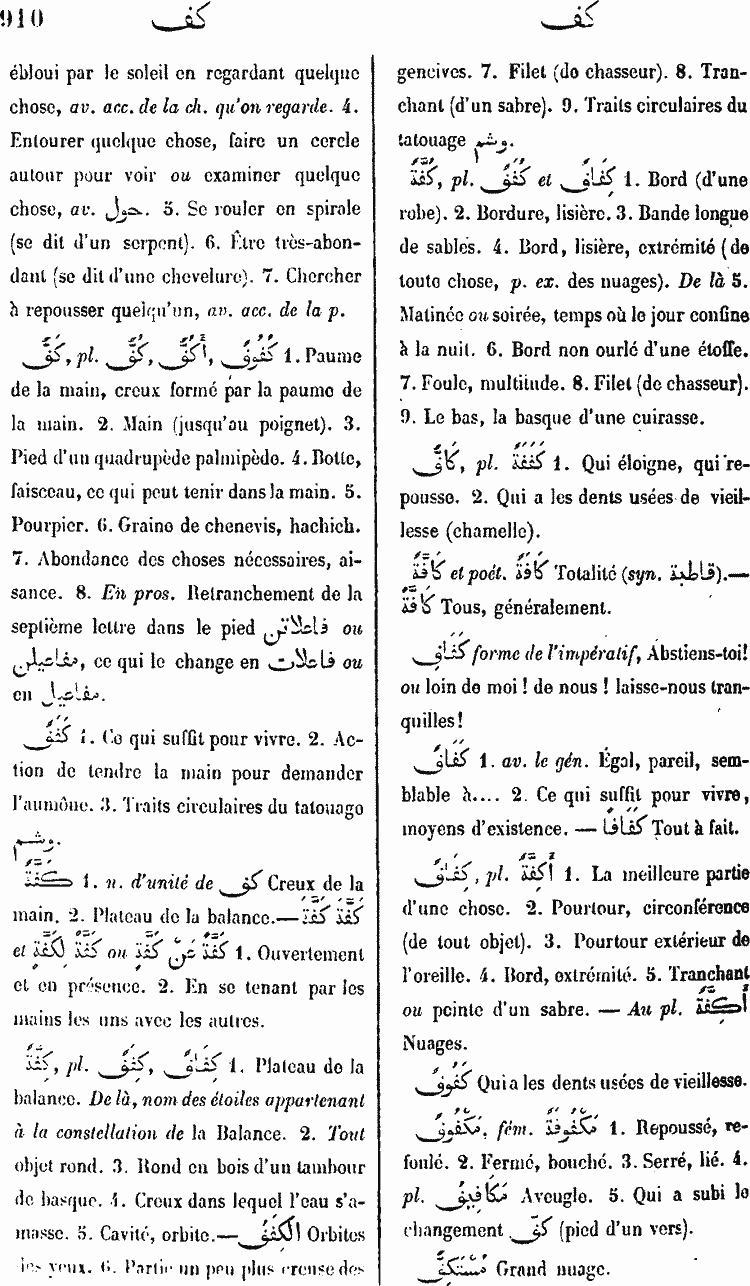 910 كف كف
ébloui par le soleil en regardant quelque
chose, av. acc. de la ch. qu'on regarde. 4.
Entourer quelque chose, faire un cercle
autour pour voir ou examiner quelque
chose, av. حول. 5. Se rouler en spirale
(se dit d'un serpent). 6. Être très-abon-
dant (se dit d'une chevelure). 7. Chercher
à repousser quelqu'un, av. acc. de la p.
كَفّ, pl. كُفّ, أَكُفّ, كُفُوف 1. Paume
de la main, creux formé par la paume de
la main. 2. Main (jusqu'au poignet). 3.
Pied d'un quadrupède palmipède. 4. Botte,
faisceau, ce qui peut tenir dans la main. 5.
Pourpier. 6. Graine de chenevis, hachich.
7. Abondance des choses nécessaires, ai-
sance. 8. En pros. Retranchement de la
septième lettre dans le pied فاعلاتن ou
مفاعيلن, ce qui le change en فاعلات ou
en مفاعيل.
كَفَف 1. Ce qui suffit pour vivre. 2. Ac-
tion de tendre la main pour demander
l'aumône. 3. Traits circulaires du tatouage
وشم.
كَفَّة 1. n. d'unité de كف Creux de la
main. 2. Plateau de la balance.—كَفَّةَ كَفَّةَ
et كَفَّةً لِكَفَّةٍ ou كَفَّةً عَنْ كَفَّةٍ 1. Ouvertement
et en présence. 2. En se tenant par les
mains les uns avec les autres.
كِفَّة, pl. كِفَف, كِفَاف 1. Plateau de la
balance. De là, nom des étoiles appartenant
à la constellation de la Balance. 2. Tout
objet rond. 3. Rond en bois d'un tambour
de basque. 4. Creux dans lequel l'eau s'a-
masse. 5. Cavité, orbite.—الكِفَف Orbites
des yeux. 6. Partie un peu plus creuse des
gencives. 7. Filet (de chasseur). 8. Tran-
chant (d'un sabre). 9. Traits circulaires du
tatouage وشم.
كُفَّة, pl. كُفَف et كِفَاف 1. Bord (d'une
robe). 2. Bordure, lisière. 3. Bande longue
de sables. 4. Bord, lisière, extrémité (de
toute chose, p. ex. des nuages). De là 5.
Matinée ou soirée, temps où le jour confine
à la nuit. 6. Bord non ourlé d'une étoffe.
7. Foule, multitude. 8. Filet (de chasseur).
9. Le bas, la basque d'une cuirasse.
كَافّ, pl. كَفَفَة 1. Qui éloigne, qui re-
pousse. 2. Qui a les dents usées de vieil-
lesse (chamelle).
كَافَّة et poét. كَافَة Totalité (syn. قاطبة).—
كَافَّةً Tous, généralement.
كَفَافِ forme de l'impératif, Abstiens-toi!
ou loin de moi ! de nous ! laisse-nous tran-
quilles!
كَفَاف 1. av. le gén. Égal, pareil, sem-
blable à.... 2. Ce qui suffit pour vivre,
moyens d'existence. — كَفَافًا Tout à fait.
كِفَاف, pl. أَكِفَّة 1. La meilleure partie
d'une chose. 2. Pourtour, circonférence
(de tout objet). 3. Pourtour extérieur de
l'oreille. 4. Bord, extrémité. 5. Tranchant
ou pointe d'un sabre. — Au pl. أَكِفَّة
Nuages.
كَفُوف Qui a les dents usées de vieillesse.
مَكْفُوف, fém. مَكْفُوفَة 1. Repoussé, re-
foulé. 2. Fermé, bouché. 3. Serré, lié. 4.
pl. مَكَافِيف Aveugle. 5. Qui a subi le
changement كفّ (pied d'un vers).
مُسْتَكِفّ Grand nuage.